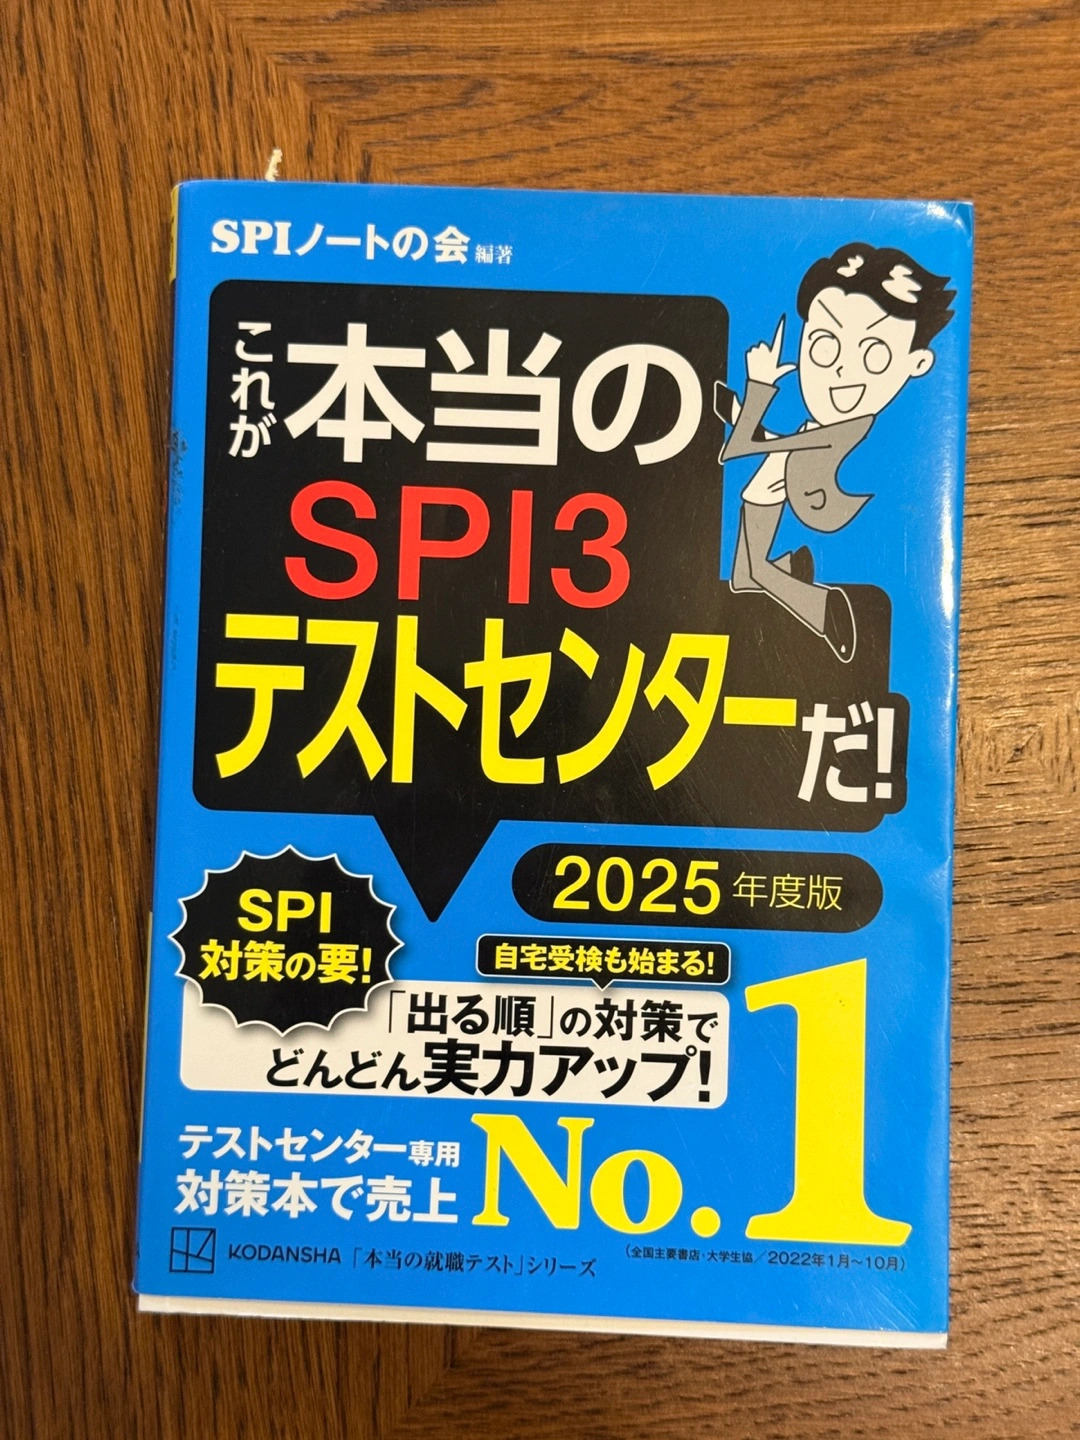 SPIノートの会 編著
これが
本当の
SPI3
テストセンターだ!
2025年度版
SPI
対策の要!
自宅受検も始まる!
「出る順」の対策で
どんどん実力アップ!
テストセンター専用
対策本で売上
No.1
(全国主要書店・大学生協/2022年1月~10月)
KODANSHA 「本当の就職テスト」シリーズ